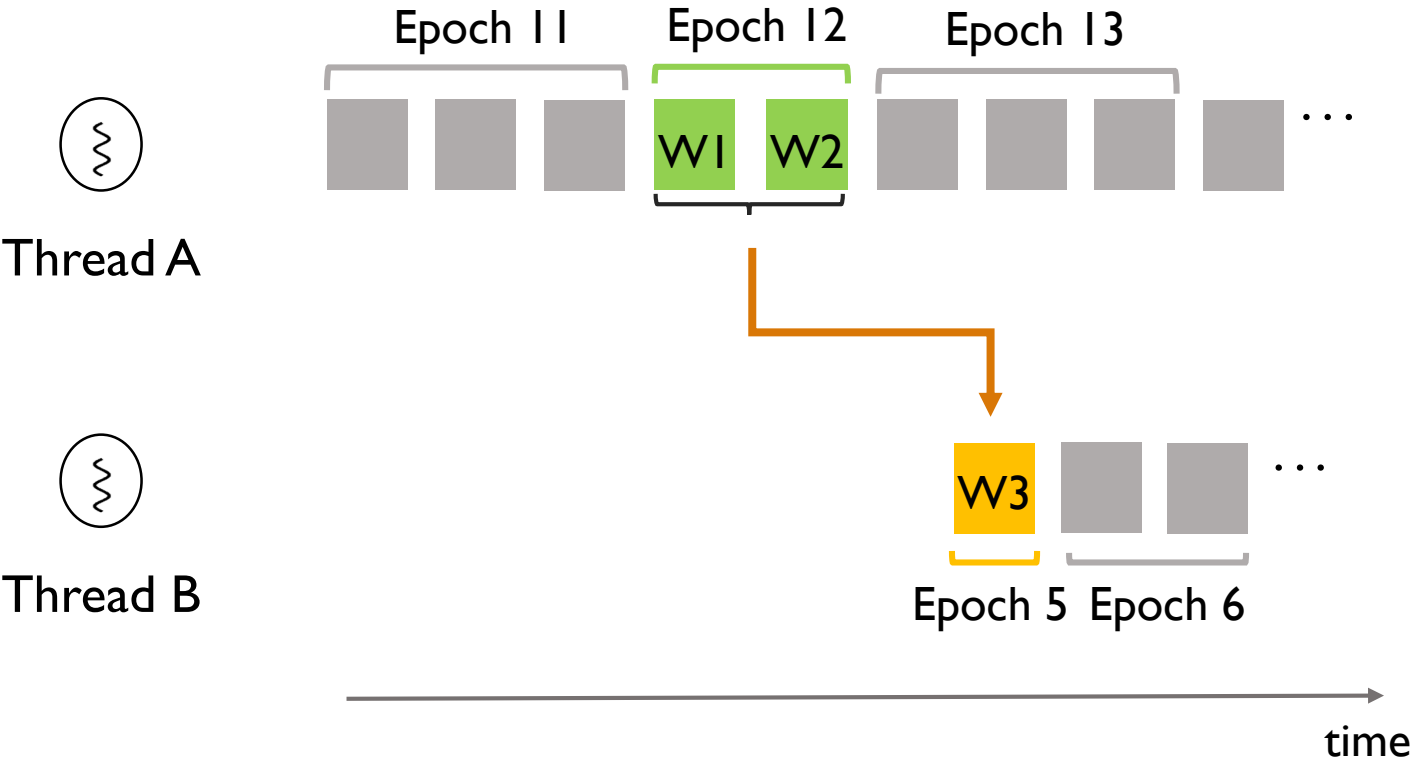 Epoch 11 Epoch 12 Epoch 13
W1 W2 ...
Thread A
W3 ...
Thread B
Epoch 5 Epoch 6
time